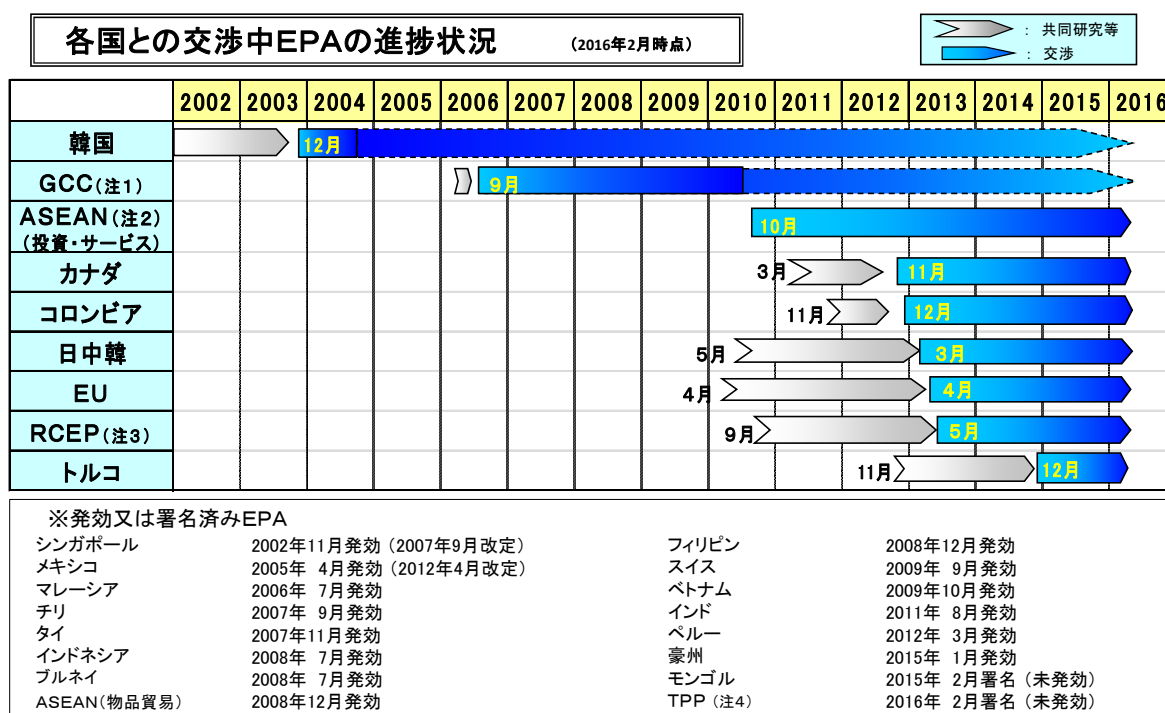 各国との交渉中EPAの進捗状況 (2016年2月時点)
： 共同研究等
： 交渉
2002 2003 2004 2005 2006 2007 2008 2009 2010 2011 2012 2013 2014 2015 2016
韓国 12月
GCC(注1) 9月
ASEAN(注2)
(投資・サービス) 10月
カナダ 3月 11月
コロンビア 11月 12月
日中韓 5月 3月
EU 4月 4月
RCEP(注3) 9月 5月
トルコ 11月 12月
※発効又は署名済みEPA
シンガポール 2002年11月発効 (2007年9月改定)
メキシコ 2005年 4月発効 (2012年4月改定)
マレーシア 2006年 7月発効
チリ 2007年 9月発効
タイ 2007年11月発効
インドネシア 2008年 7月発効
ブルネイ 2008年 7月発効
ASEAN(物品貿易) 2008年12月発効
フィリピン 2008年12月発効
スイス 2009年 9月発効
ベトナム 2009年10月発効
インド 2011年 8月発効
ペルー 2012年 3月発効
豪州 2015年 1月発効
モンゴル 2015年 2月署名 (未発効)
TPP (注4) 2016年 2月署名 (未発効)